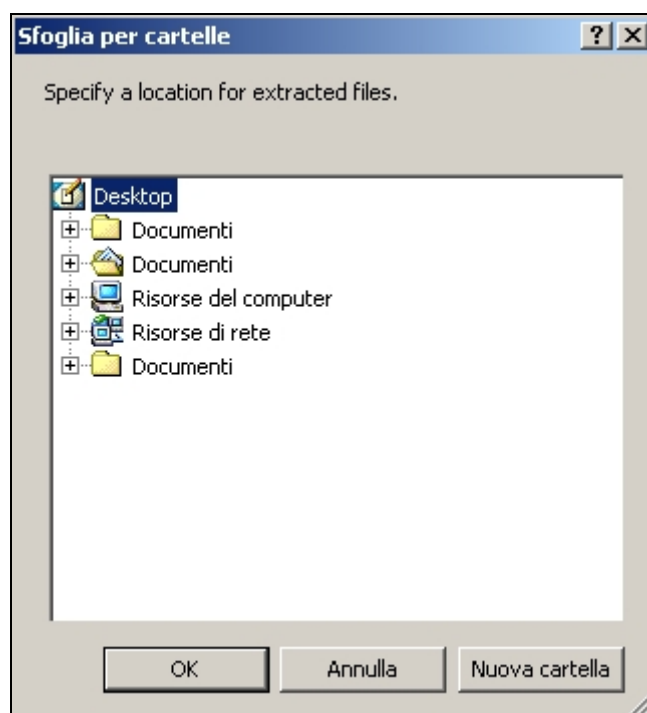 Sfoglia per cartelle
Specify a location for extracted files.
Desktop
Documenti
Documenti
Risorse del computer
Risorse di rete
Documenti
OK Annulla Nuova cartella